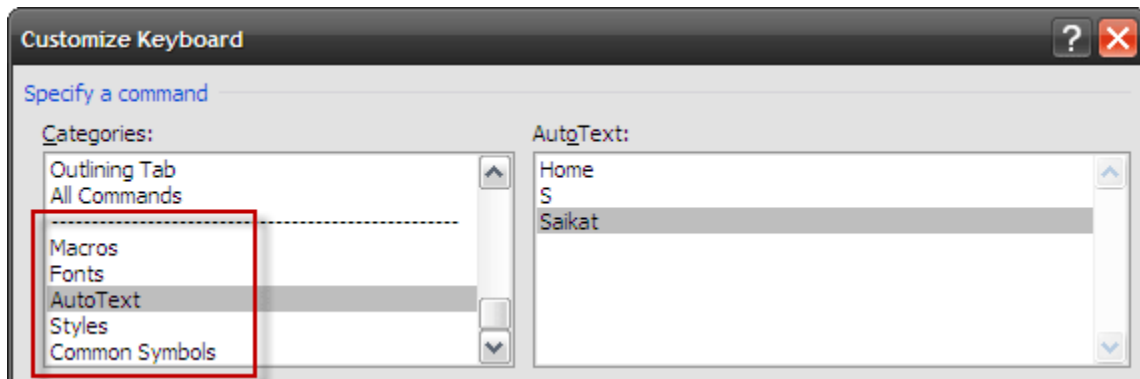 Customize Keyboard
Specify a command
Categories:
AutoText:
Outlining Tab
All Commands
--------------------------------------------------
Macros
Fonts
AutoText
Styles
Common Symbols
Home
S
Saikat